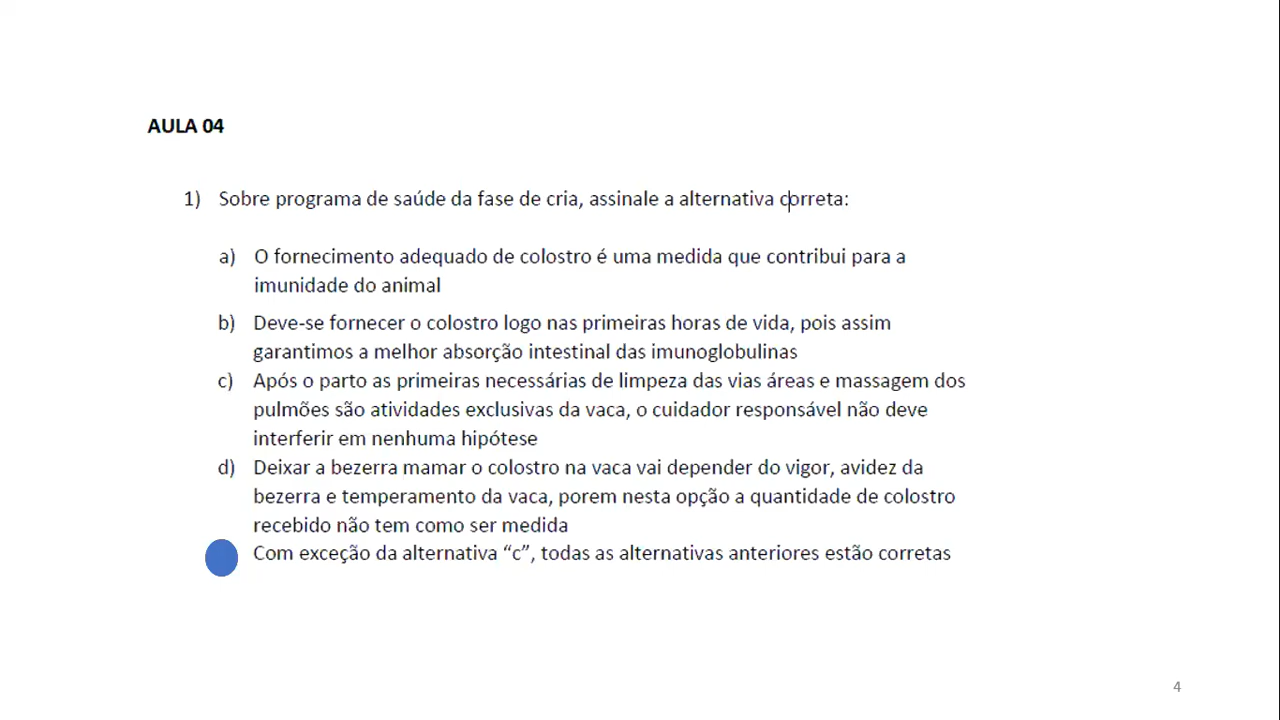 AULA 04
1) Sobre programa de saúde da fase de cria, assinale a alternativa correta:
a) O fornecimento adequado de colostro é uma medida que contribui para a
imunidade do animal
b) Deve-se fornecer o colostro logo nas primeiras horas de vida, pois assim
garantimos a melhor absorção intestinal das imunoglobulinas
c) Após o parto as primeiras necessárias de limpeza das vias áreas e massagem dos
pulmões são atividades exclusivas da vaca, o cuidador responsável não deve
interferir em nenhuma hipótese
d) Deixar a bezerra mamar o colostro na vaca vai depender do vigor, avidez da
bezerra e temperamento da vaca, porem nesta opção a quantidade de colostro
recebido não tem como ser medida
Com exceção da alternativa “c”, todas as alternativas anteriores estão corretas
4